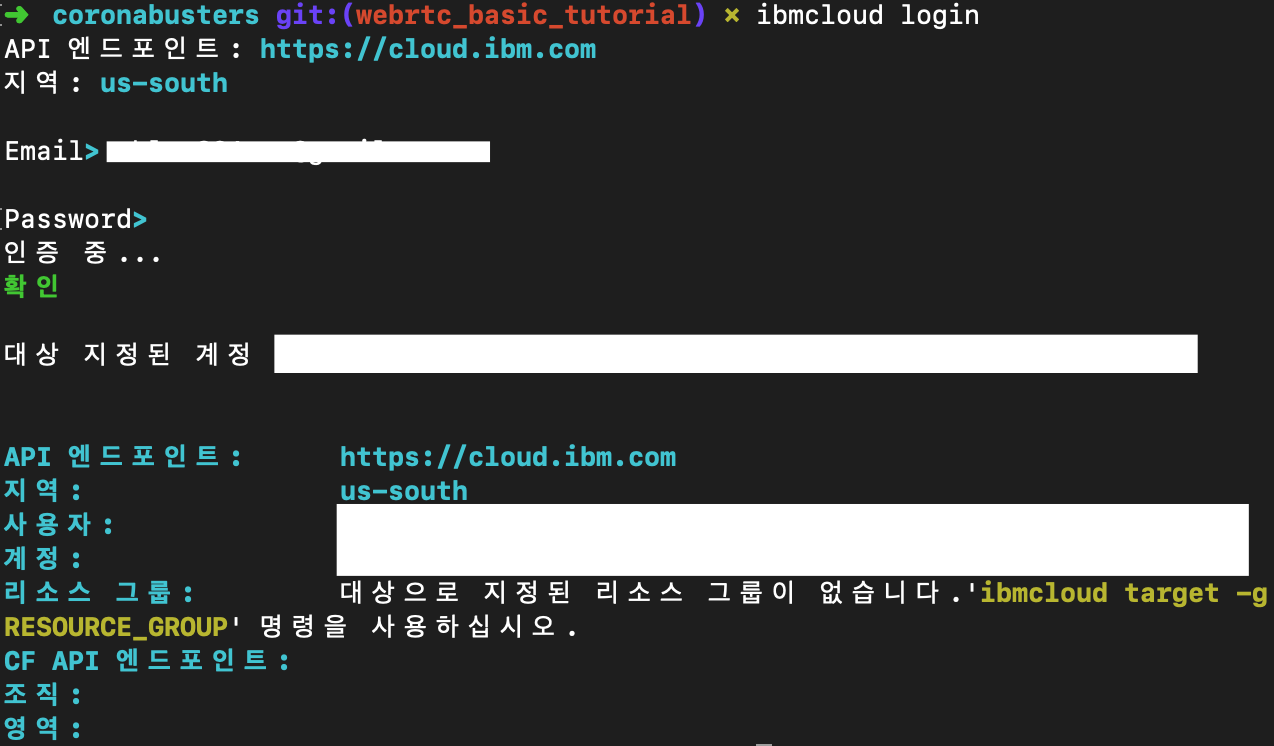 ➜ coronabusters git:(webrtc_basic_tutorial) × ibmcloud login
API 엔드포인트: https://cloud.ibm.com
지역: us-south
Email>
Password>
인증 중...
확인
대상 지정된 계정
API 엔드포인트: https://cloud.ibm.com
지역: us-south
사용자:
계정:
리소스 그룹: 대상으로 지정된 리소스 그룹이 없습니다.'ibmcloud target -g
RESOURCE_GROUP' 명령을 사용하십시오.
CF API 엔드포인트:
조직:
영역: